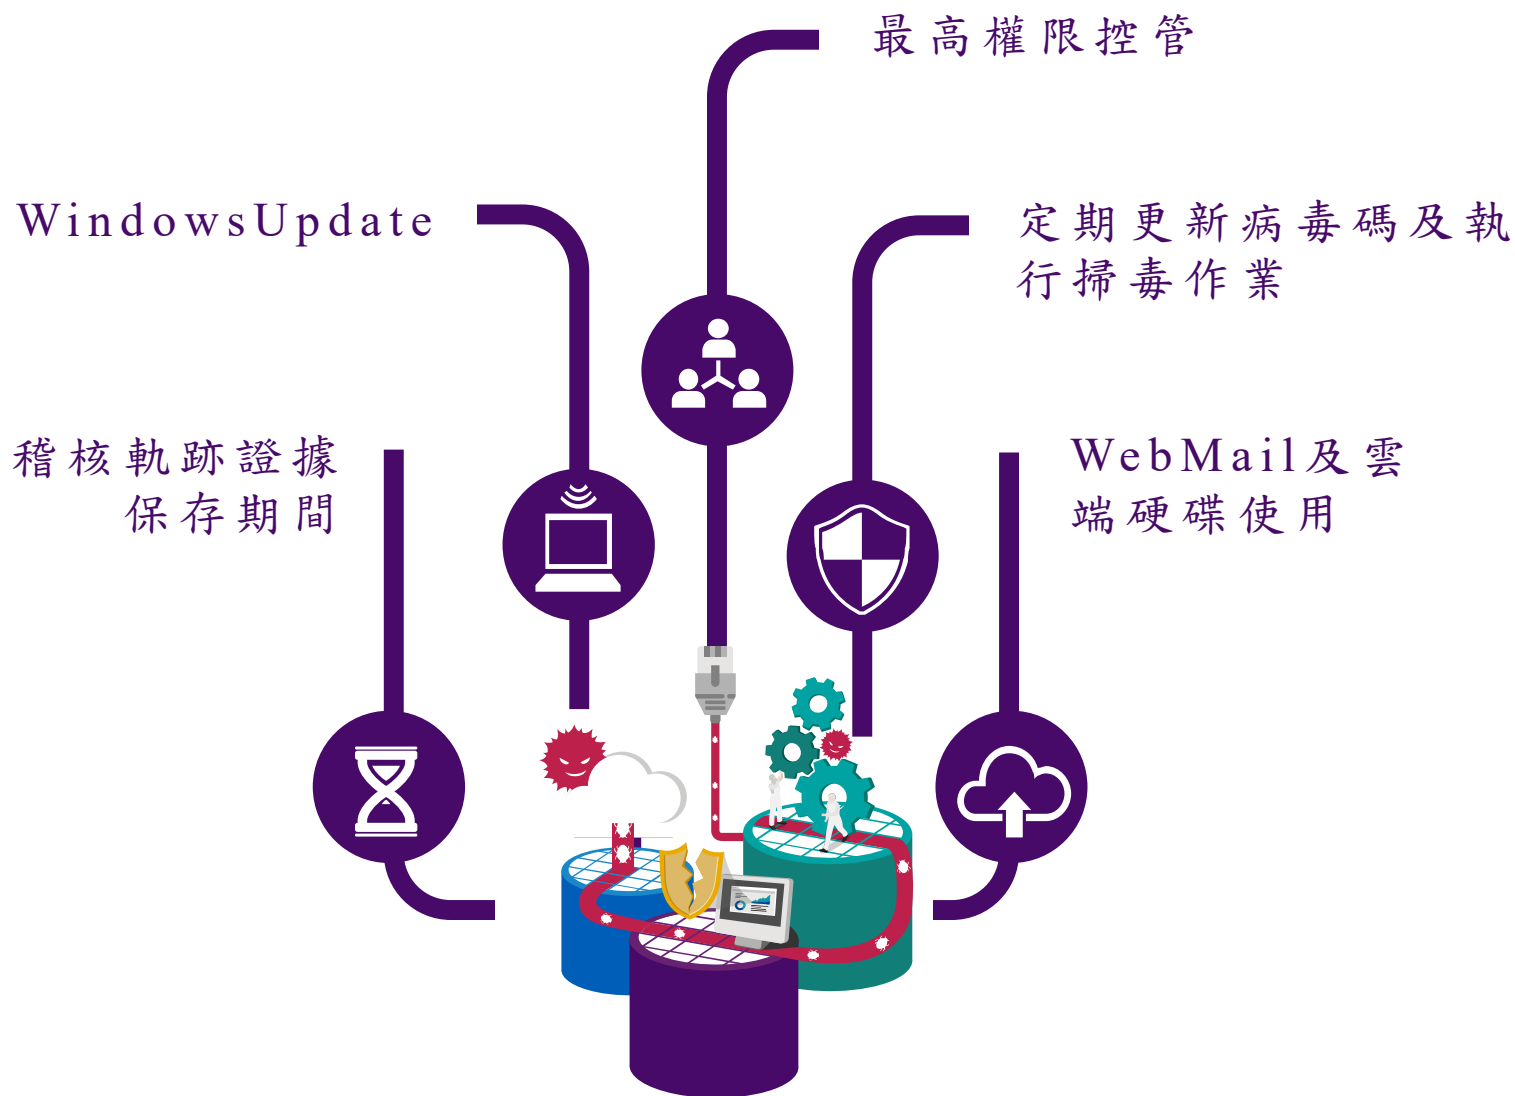 最高權限控管
WindowsUpdate
定期更新病毒碼及執
行掃毒作業
稽核軌跡證據
保存期間
WebMail及雲
端硬碟使用